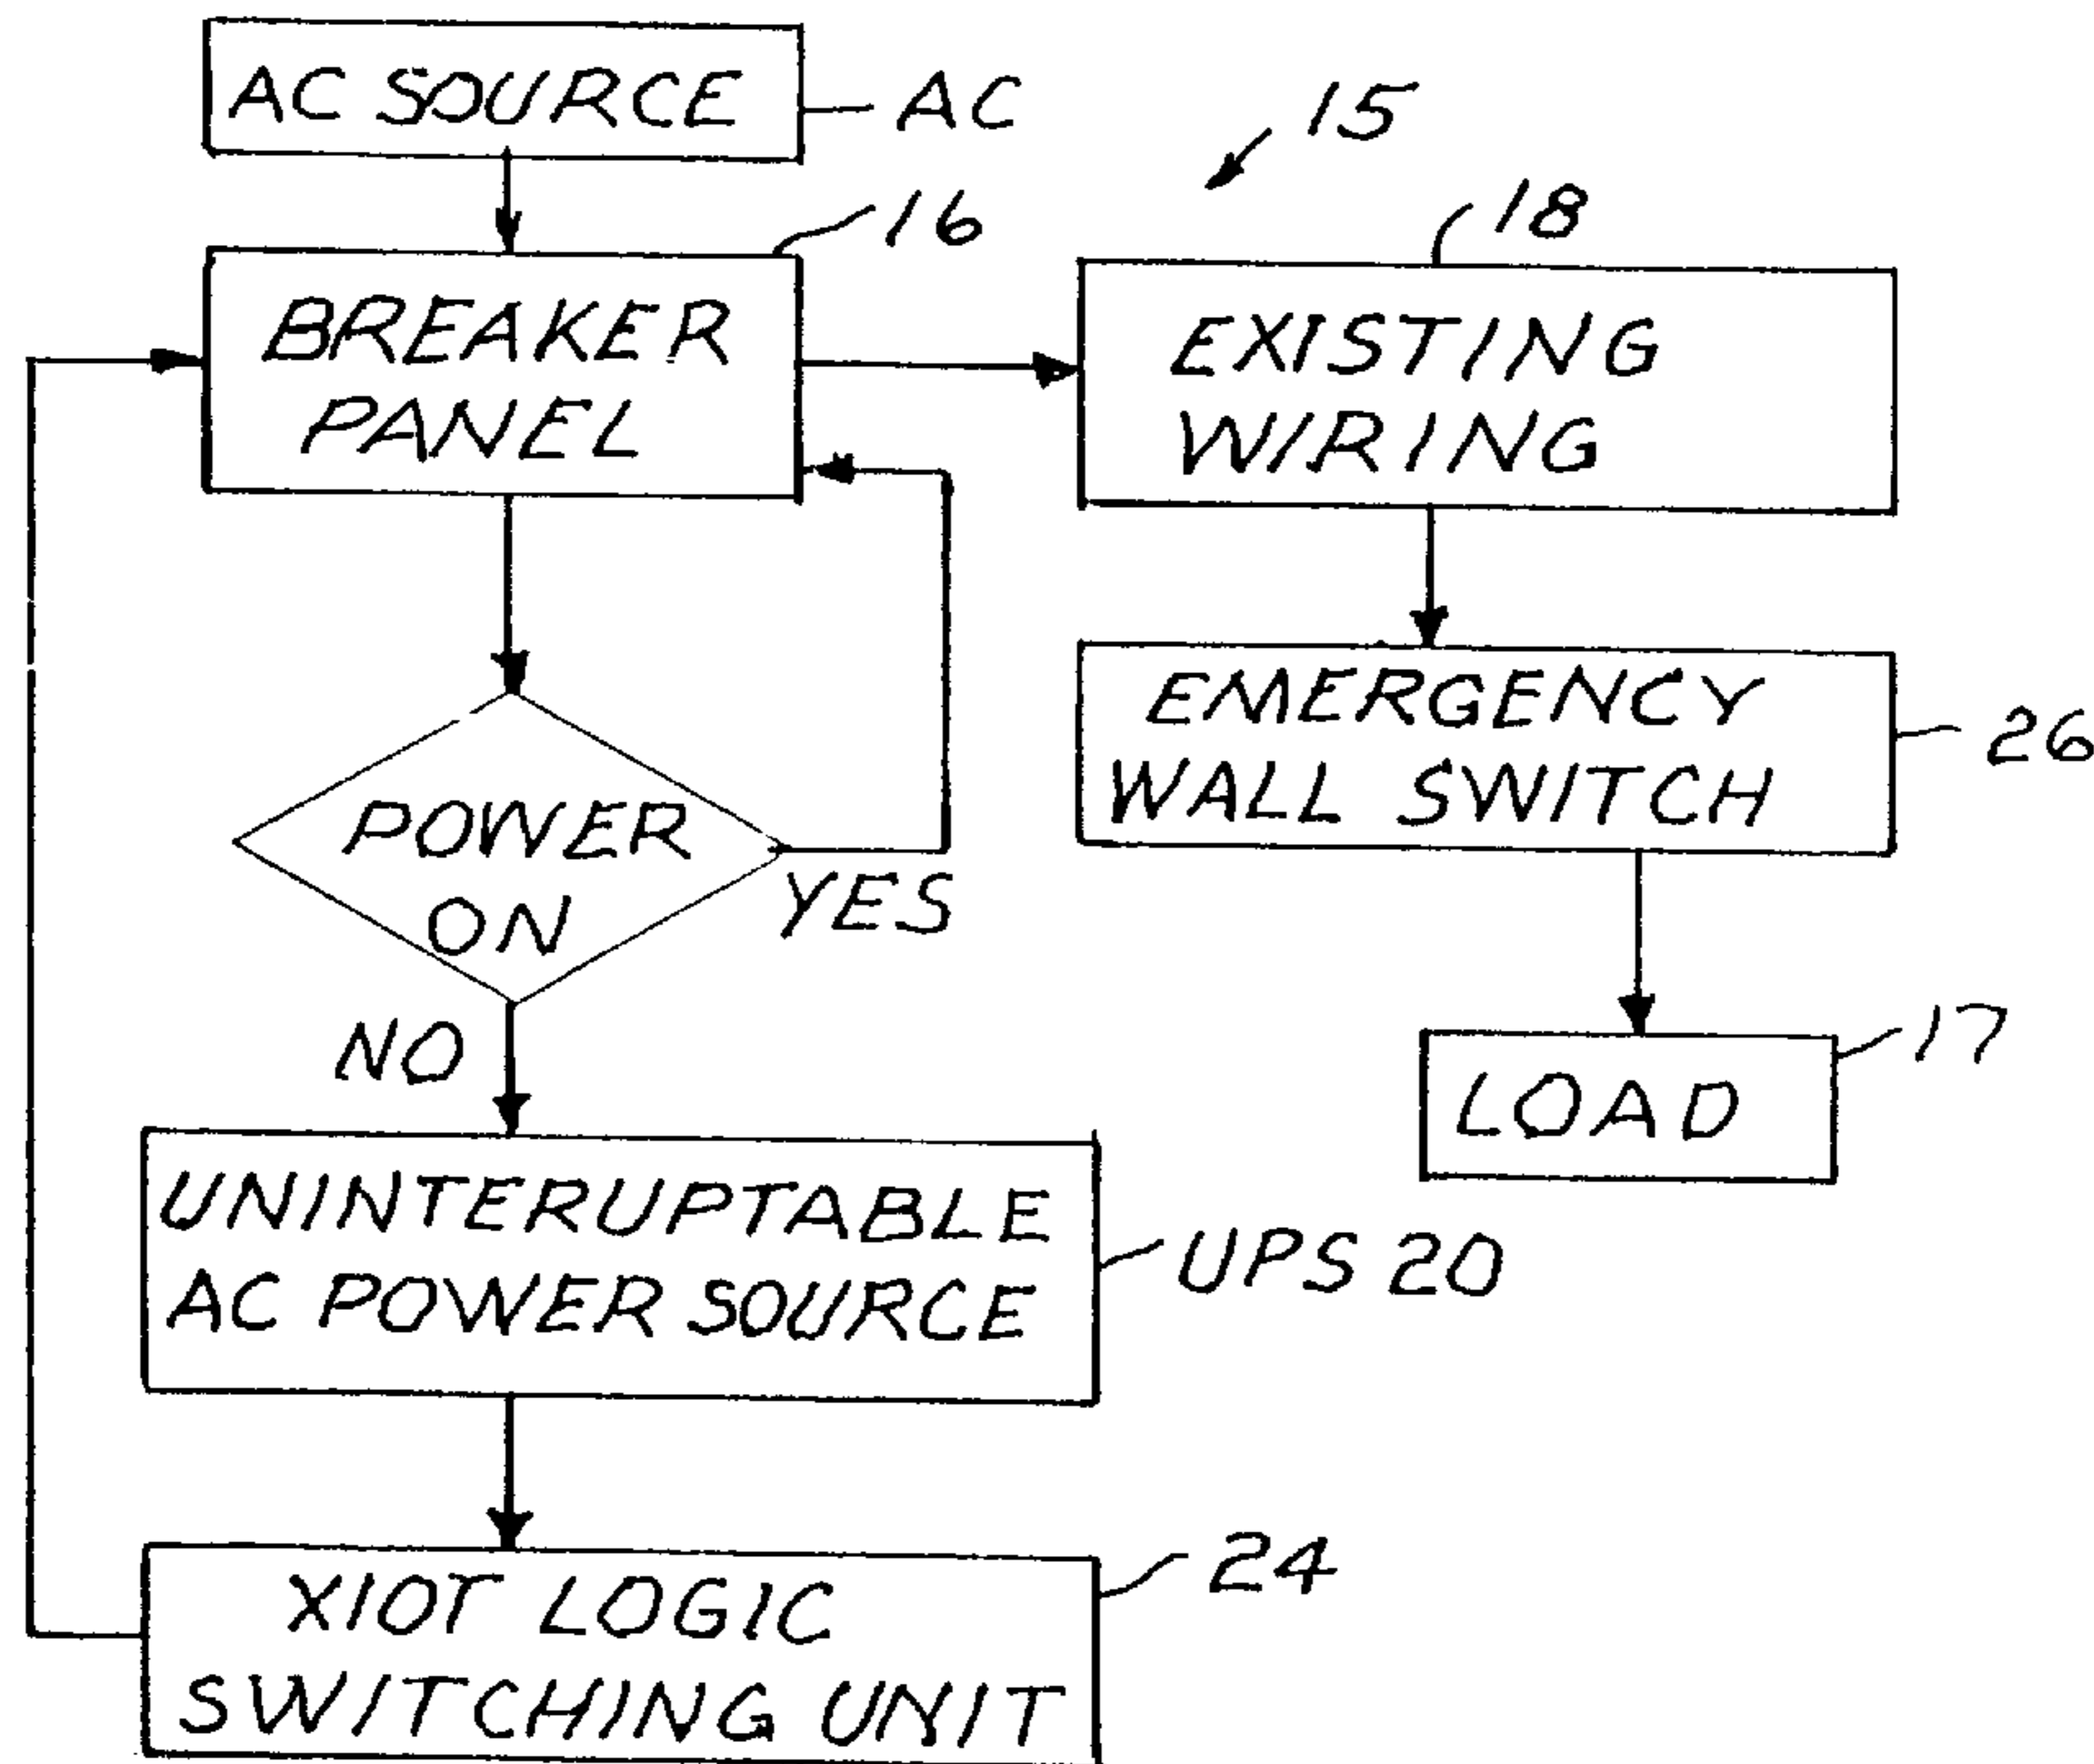 AC SOURCE
AC
15
16
18
BREAKER
PANEL
EXISTING
WIRING
EMERGENCY
WALL SWITCH
26
POWER
ON
YES
NO
LOAD
17
UNINTERUPTABLE
AC POWER SOURCE
UPS 20
XIOT LOGIC
SWITCHING UNIT
24